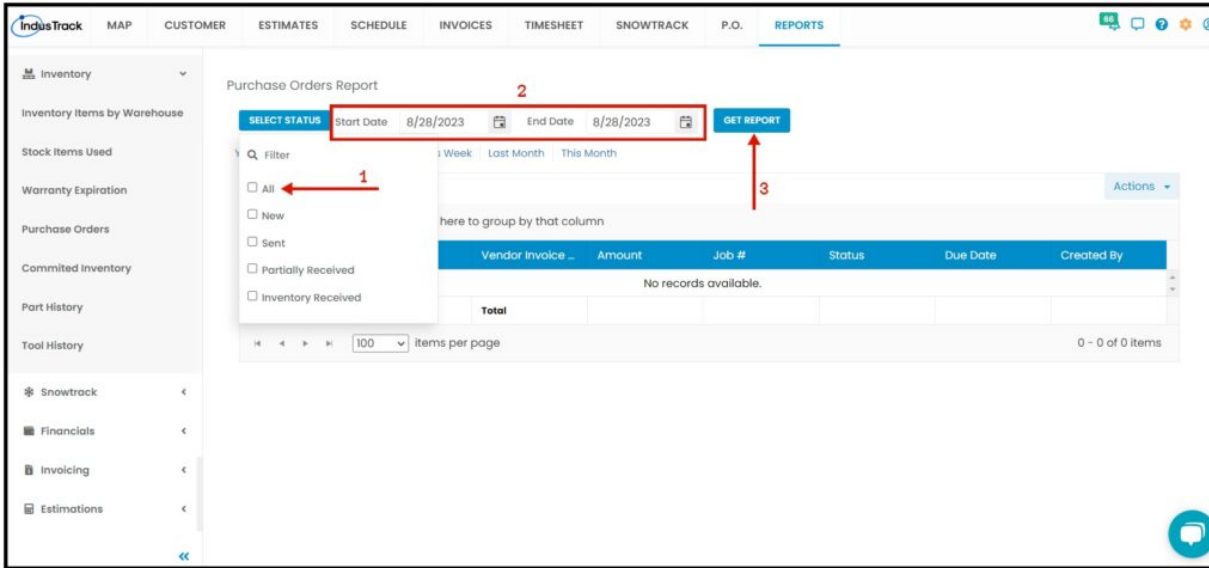 IndusTrack MAP CUSTOMER ESTIMATES SCHEDULE INVOICES TIMESHEET SNOWTRACK P.O. REPORTS 66
Inventory
Inventory Items by Warehouse
Stock Items Used
Warranty Expiration
Purchase Orders
Commited Inventory
Part History
Tool History
Snowtrack
Financials
Invoicing
Estimations
Purchase Orders Report
2
SELECT STATUS Start Date 8/28/2023 End Date 8/28/2023 GET REPORT
Week Last Month This Month
Filter
All
1
New
Sent
Partially Received
Inventory Received
3
Actions
here to group by that column
Vendor Invoice ... Amount Job # Status Due Date Created By
No records available.
Total
100 items per page 0 - 0 of 0 items